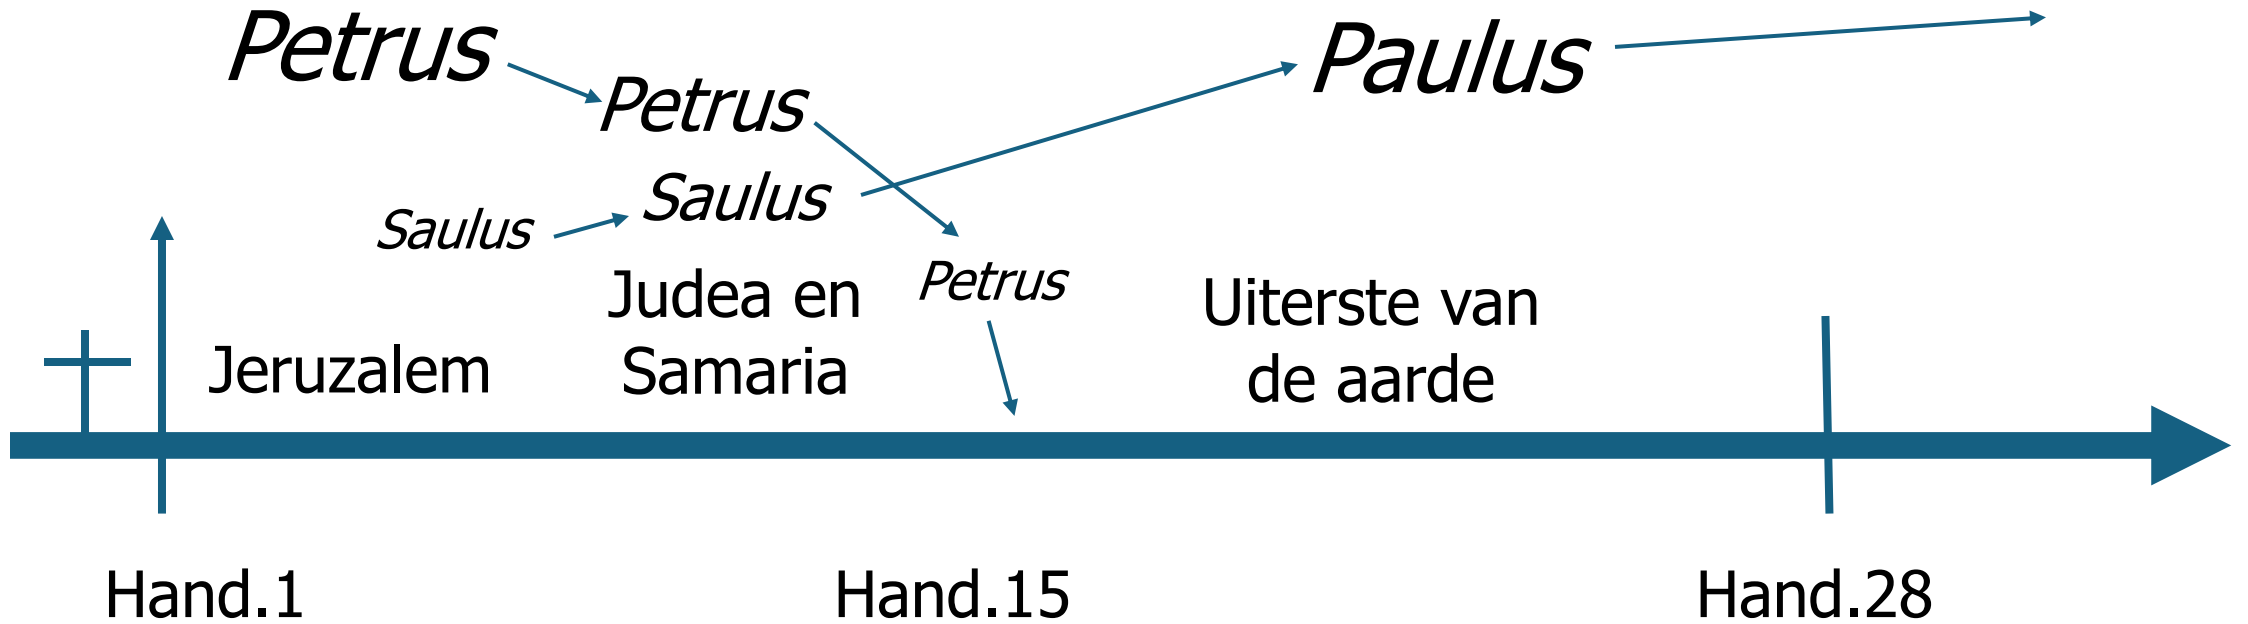 Petrus
Petrus
Paulus
Saulus
Saulus
Petrus
Jeruzalem
Judea en
Samaria
Uiterste van
de aarde
Hand.1
Hand.15
Hand.28